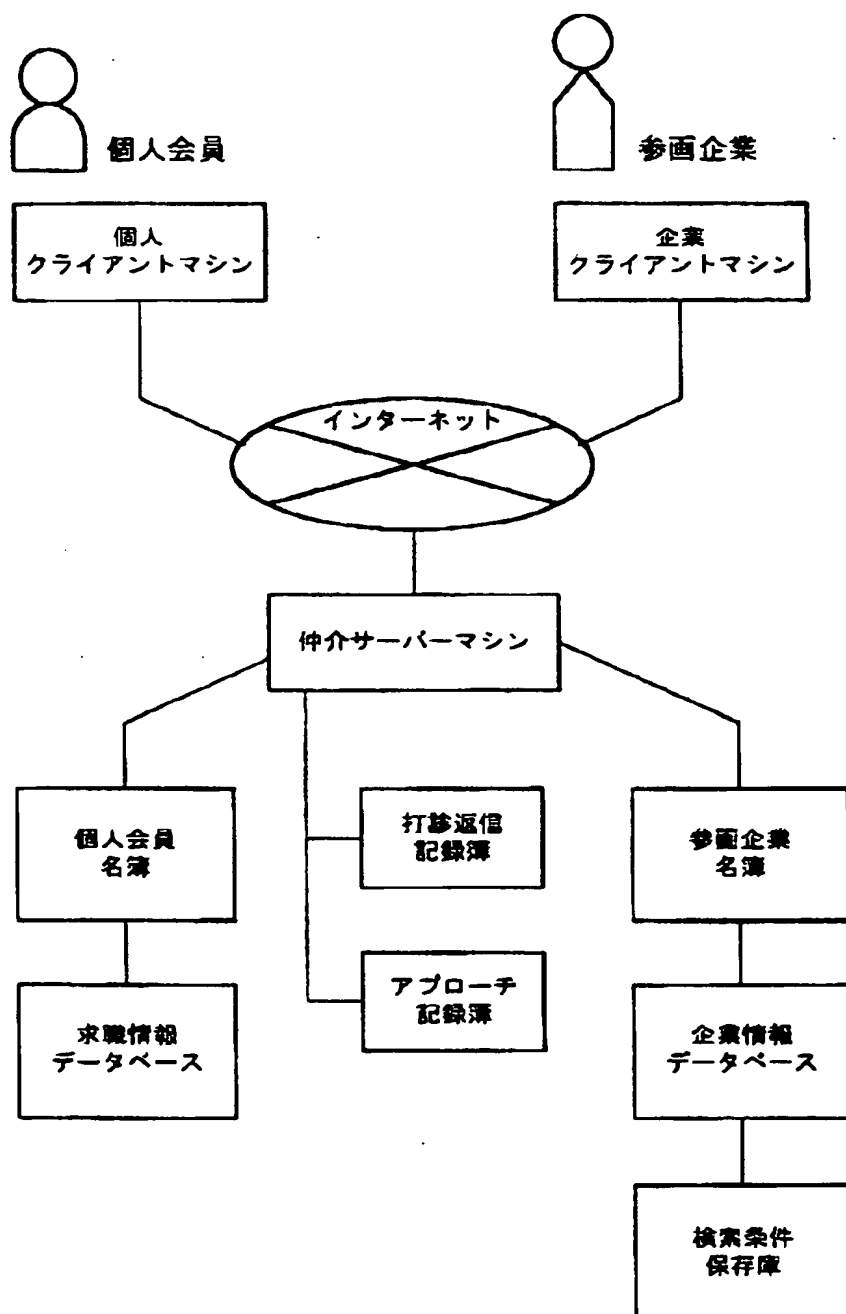 個人会員
参画企業
個人
クライアントマシン
企業
クライアントマシン
インターネット
仲介サーバーマシン
個人会員
名簿
打診返信
記録簿
参画企業
名簿
アプローチ
記録簿
求職情報
データベース
企業情報
データベース
検索条件
保存庫